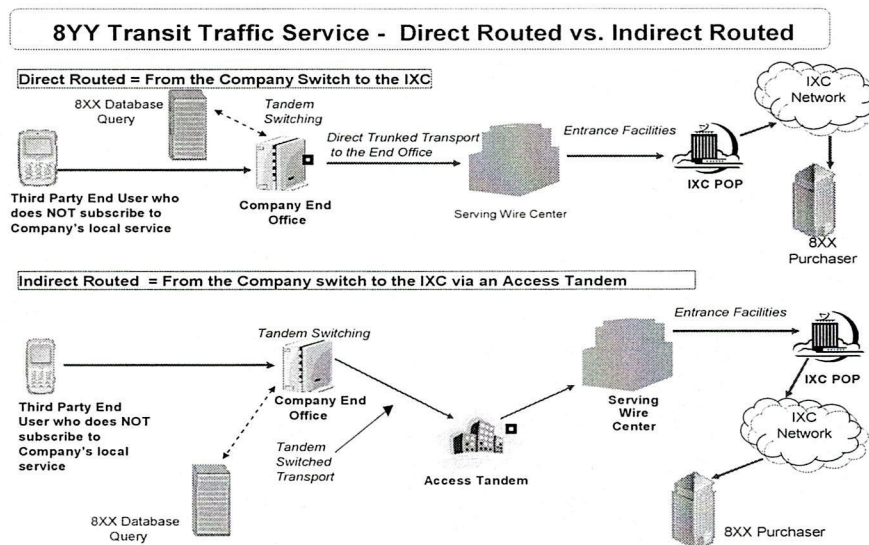 8YY Transit Traffic Service - Direct Routed vs. Indirect Routed
Direct Routed = From the Company Switch to the IXC
8XX Database
Query
Tandem
Switching
Direct Trunked Transport
to the End Office
Entrance Facilities
IXC
Network
IXC POP
Third Party End User who
does NOT subscribe to
Company's local service
Company End
Office
Serving Wire Center
8XX
Purchaser
Indirect Routed = From the Company switch to the IXC via an Access Tandem
Entrance Facilities
Tandem Switching
Company End
Office
Serving
Wire
Center
IXC POP
Third Party End
User who does NOT
subscribe to
Company's local
service
Tandem
Switched
Transport
Access Tandem
IXC
Network
8XX Database
Query
8XX Purchaser